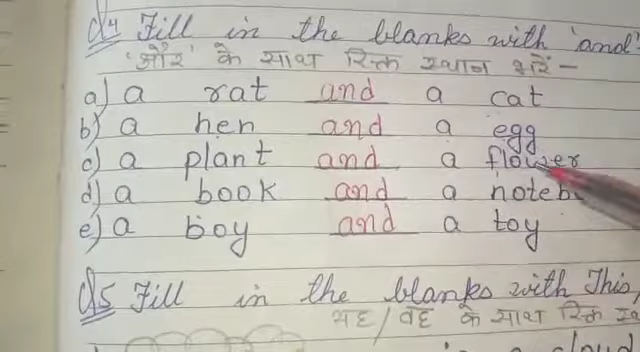 Q4 Fill in the blanks with 'and'
'और' के साथ रिक्त स्थान भरें -
a) a rat and a cat
b) a hen and a egg
c) a plant and a flower
d) a book and a
e) a boy and a toy
Q5 Fill in the blanks with This,
यह/वह के साथ रिक्त
a cloud